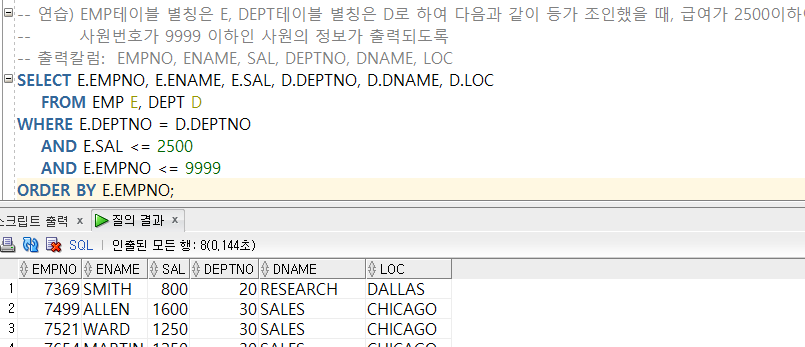 -- 연습) EMP테이블 별칭은 E, DEPT테이블 별칭은 D로 하여 다음과 같이 등가 조인했을 때, 급여가 2500이하
-- 사원번호가 9999 이하인 사원의 정보가 출력되도록
-- 출력칼럼: EMPNO, ENAME, SAL, DEPTNO, DNAME, LOC
SELECT E.EMPNO, E.ENAME, E.SAL, D.DEPTNO, D.DNAME, D.LOC
FROM EMP E, DEPT D
WHERE E.DEPTNO = D.DEPTNO
AND E.SAL <= 2500
AND E.EMPNO <= 9999
ORDER BY E.EMPNO;
스크립트 출력 x 질의 결과 x
SQL | 인출된 모든 행: 8(0,144초)
EMPNO ENAME SAL DEPTNO DNAME LOC
1 7369 SMITH 800 20 RESEARCH DALLAS
2 7499 ALLEN 1600 30 SALES CHICAGO
3 7521 WARD 1250 30 SALES CHICAGO